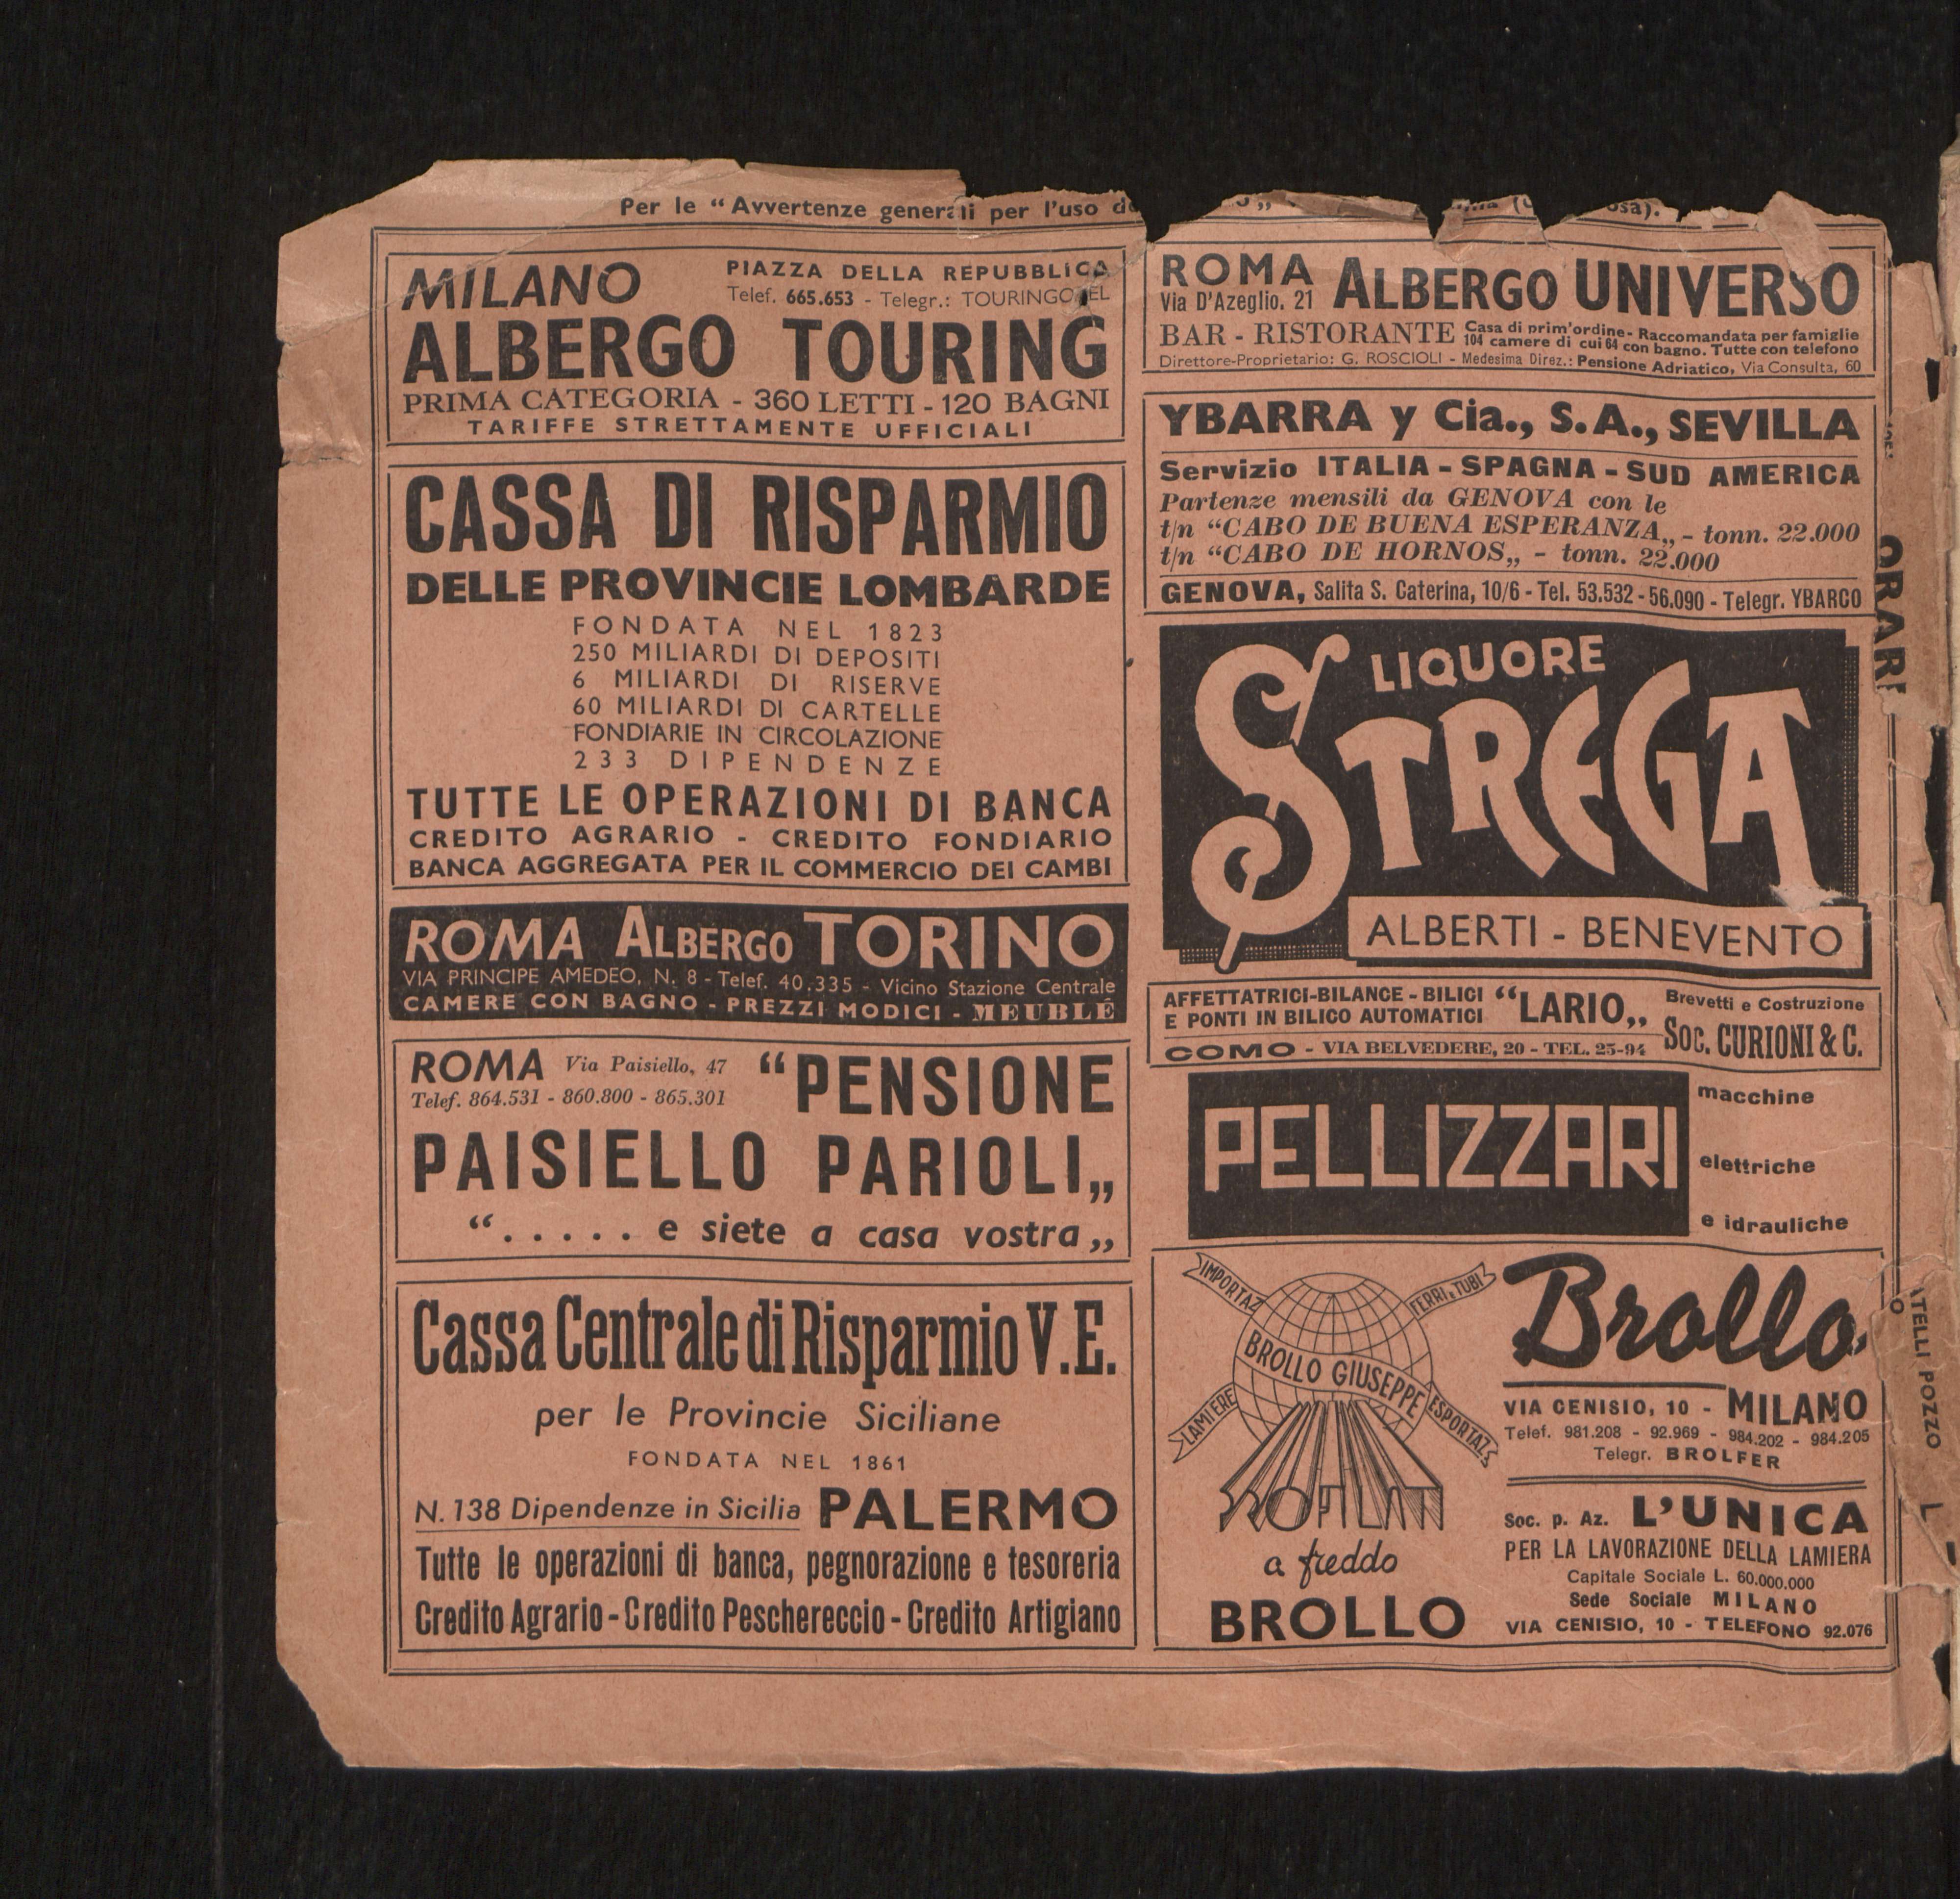 Per le “Avvertenze generali per l'uso
MILANO
PIAZZA DELLA REPUBBLICA
Telef. 665.653 - Telegr.: TOURINGOTEL
ALBERGO TOURING
PRIMA CATEGORIA - 360 LETTI - 120 BAGNI
TARIFFE STRETTAMENTE UFFICIALI
CASSA DI RISPARMIO
DELLE PROVINCIE LOMBARDE
FONDATA NEL 1823
250 MILIARDI DI DEPOSITI
6 MILIARDI DI RISERVE
60 MILIARDI DI CARTELLE
FONDIARIE IN CIRCOLAZIONE
233 DIPENDENZE
TUTTE LE OPERAZIONI DI BANCA
CREDITO AGRARIO - CREDITO FONDIARIO
BANCA AGGREGATA PER IL COMMERCIO DEI CAMBI
ROMA ALBERGO TORINO
VIA PRINCIPE AMEDEO, N. 8 - Telef. 40.335 - Vicino Stazione Centrale
CAMERE CON BAGNO - PREZZI MODICI - MEUBLÉ
ROMA Via Paisiello, 47
Telef. 864.531 - 860.800 - 865.301
“PENSIONE
PAISIELLO PARIOLI„
“..... e siete a casa vostra„
Cassa Centrale di Risparmio V.E.
per le Provincie Siciliane
FONDATA NEL 1861
N. 138 Dipendenze in Sicilia PALERMO
Tutte le operazioni di banca, pegnorazione e tesoreria
Credito Agrario - Credito Peschereccio - Credito Artigiano
ROMA
Via D'Azeglio, 21
ALBERGO UNIVERSO
BAR - RISTORANTE
Casa di prim'ordine - Raccomandata per famiglie
104 camere di cui 64 con bagno. Tutte con telefono
Direttore-Proprietario: G. ROSCIOLI - Medesima Direz.: Pensione Adriatico, Via Consulta, 60
YBARRA y Cia., S.A., SEVILLA
Servizio ITALIA - SPAGNA - SUD AMERICA
Partenze mensili da GENOVA con le
t/n “CABO DE BUENA ESPERANZA„ - tonn. 22.000
t/n “CABO DE HORNOS„ - tonn. 22.000
GENOVA, Salita S. Caterina, 10/6 - Tel. 53.532 - 56.090 - Telegr. YBARCO
LIQUORE
STREGA
ALBERTI - BENEVENTO
AFFETTATRICI-BILANCE - BILICI
E PONTI IN BILICO AUTOMATICI
“LARIO„
Brevetti e Costruzione
Soc. CURIONI & C.
COMO - VIA BELVEDERE, 20 - TEL. 25-94
PELLIZZARI
macchine
elettriche
e idrauliche
IMPORTAZ
FERRI e TUBI
BROLLO GIUSEPPE
LAMIERE
ESPORTAZ
PROFILATI
a freddo
BROLLO
Brollo
VIA CENISIO, 10 - MILANO
Telef. 981.208 - 92.969 - 984.202 - 984.205
Telegr. BROLFER
Soc. p. Az. L'UNICA
PER LA LAVORAZIONE DELLA LAMIERA
Capitale Sociale L. 60.000.000
Sede Sociale MILANO
VIA CENISIO, 10 - TELEFONO 92.076
POZZO